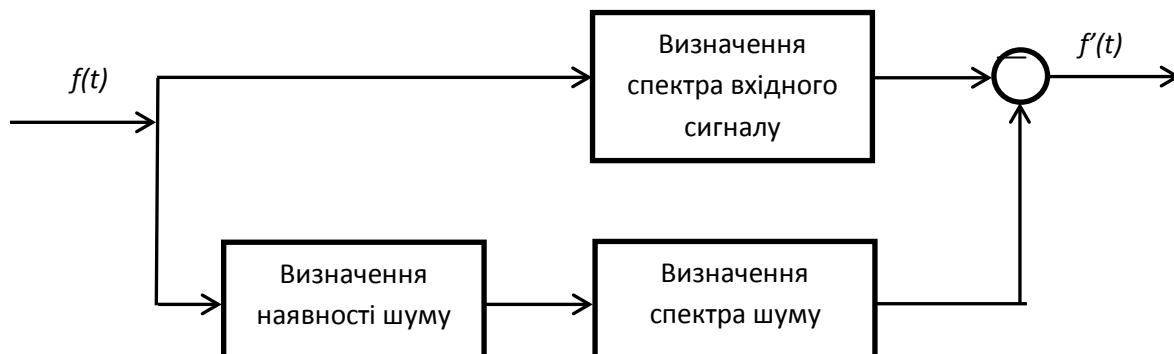 f(t)
Визначення
спектра вхідного
сигналу
f’(t)
Визначення
наявності шуму
Визначення
спектра шуму